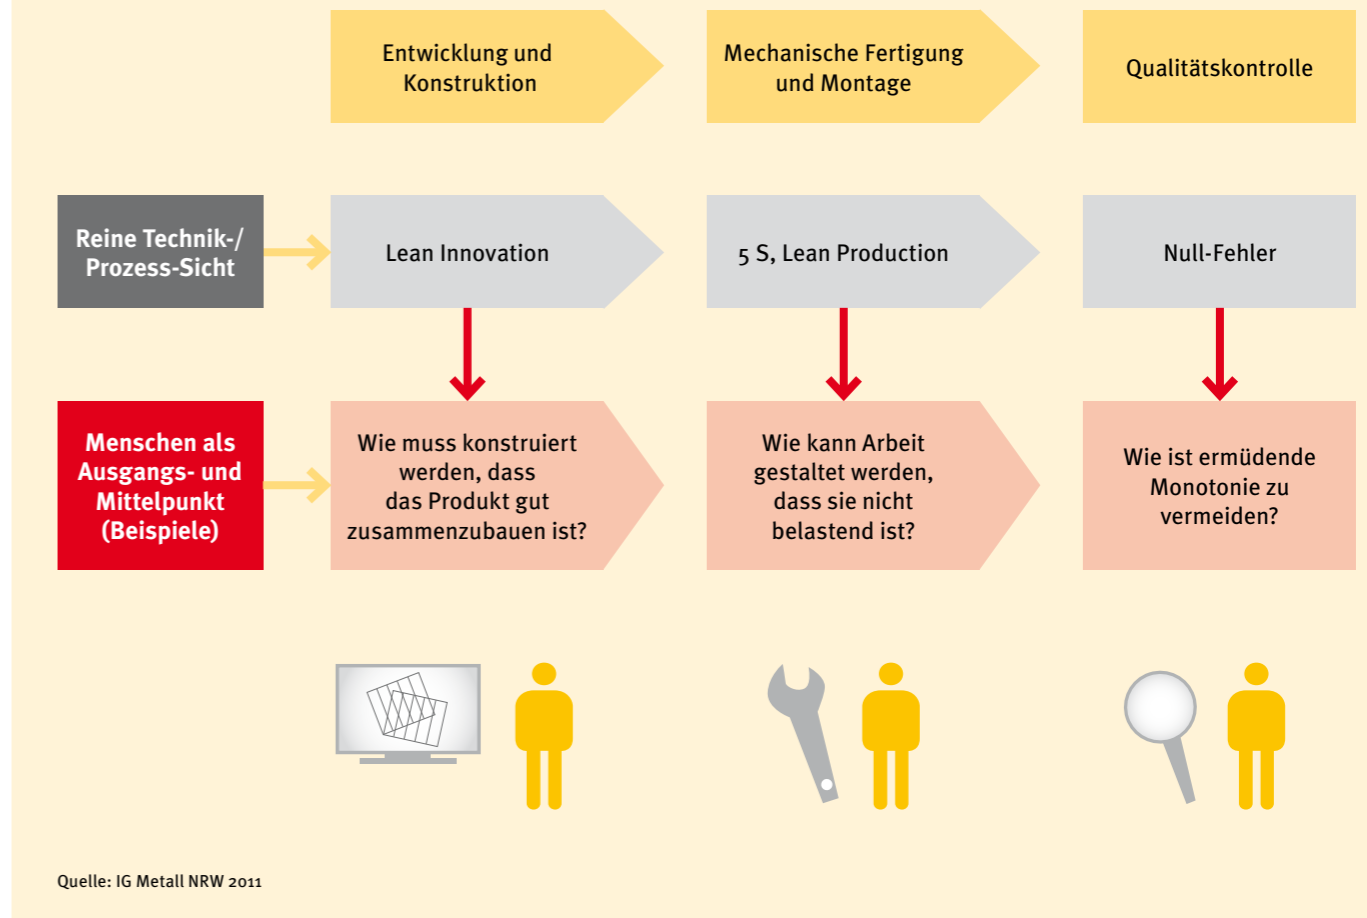 Entwicklung und
Konstruktion
Mechanische Fertigung
und Montage
Qualitätskontrolle
Reine Technik-/
Prozess-Sicht
Lean Innovation
5 S, Lean Production
Null-Fehler
Menschen als
Ausgangs- und
Mittelpunkt
(Beispiele)
Wie muss konstruiert
werden, dass
das Produkt gut
zusammenzubauen ist?
Wie kann Arbeit
gestaltet werden,
dass sie nicht
belastend ist?
Wie ist ermüdende
Monotonie zu
vermeiden?
Quelle: IG Metall NRW 2011